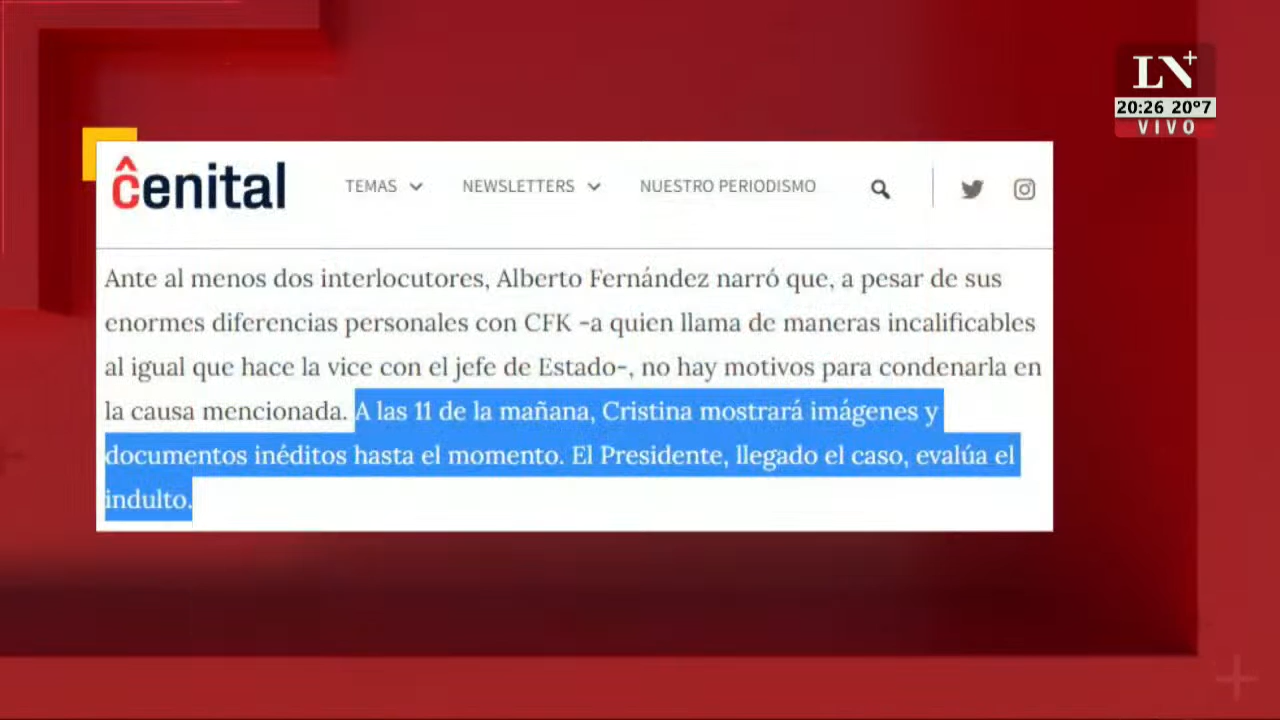 LN+
20:26 20º7
VIVO
ĉenital
TEMAS
NEWSLETTERS
NUESTRO PERIODISMO
Ante al menos dos interlocutores, Alberto Fernández narró que, a pesar de sus
enormes diferencias personales con CFK -a quien llama de maneras incalificables
al igual que hace la vice con el jefe de Estado-, no hay motivos para condenarla en
la causa mencionada. A las 11 de la mañana, Cristina mostrará imágenes y
documentos inéditos hasta el momento. El Presidente, llegado el caso, evalúa el
indulto.